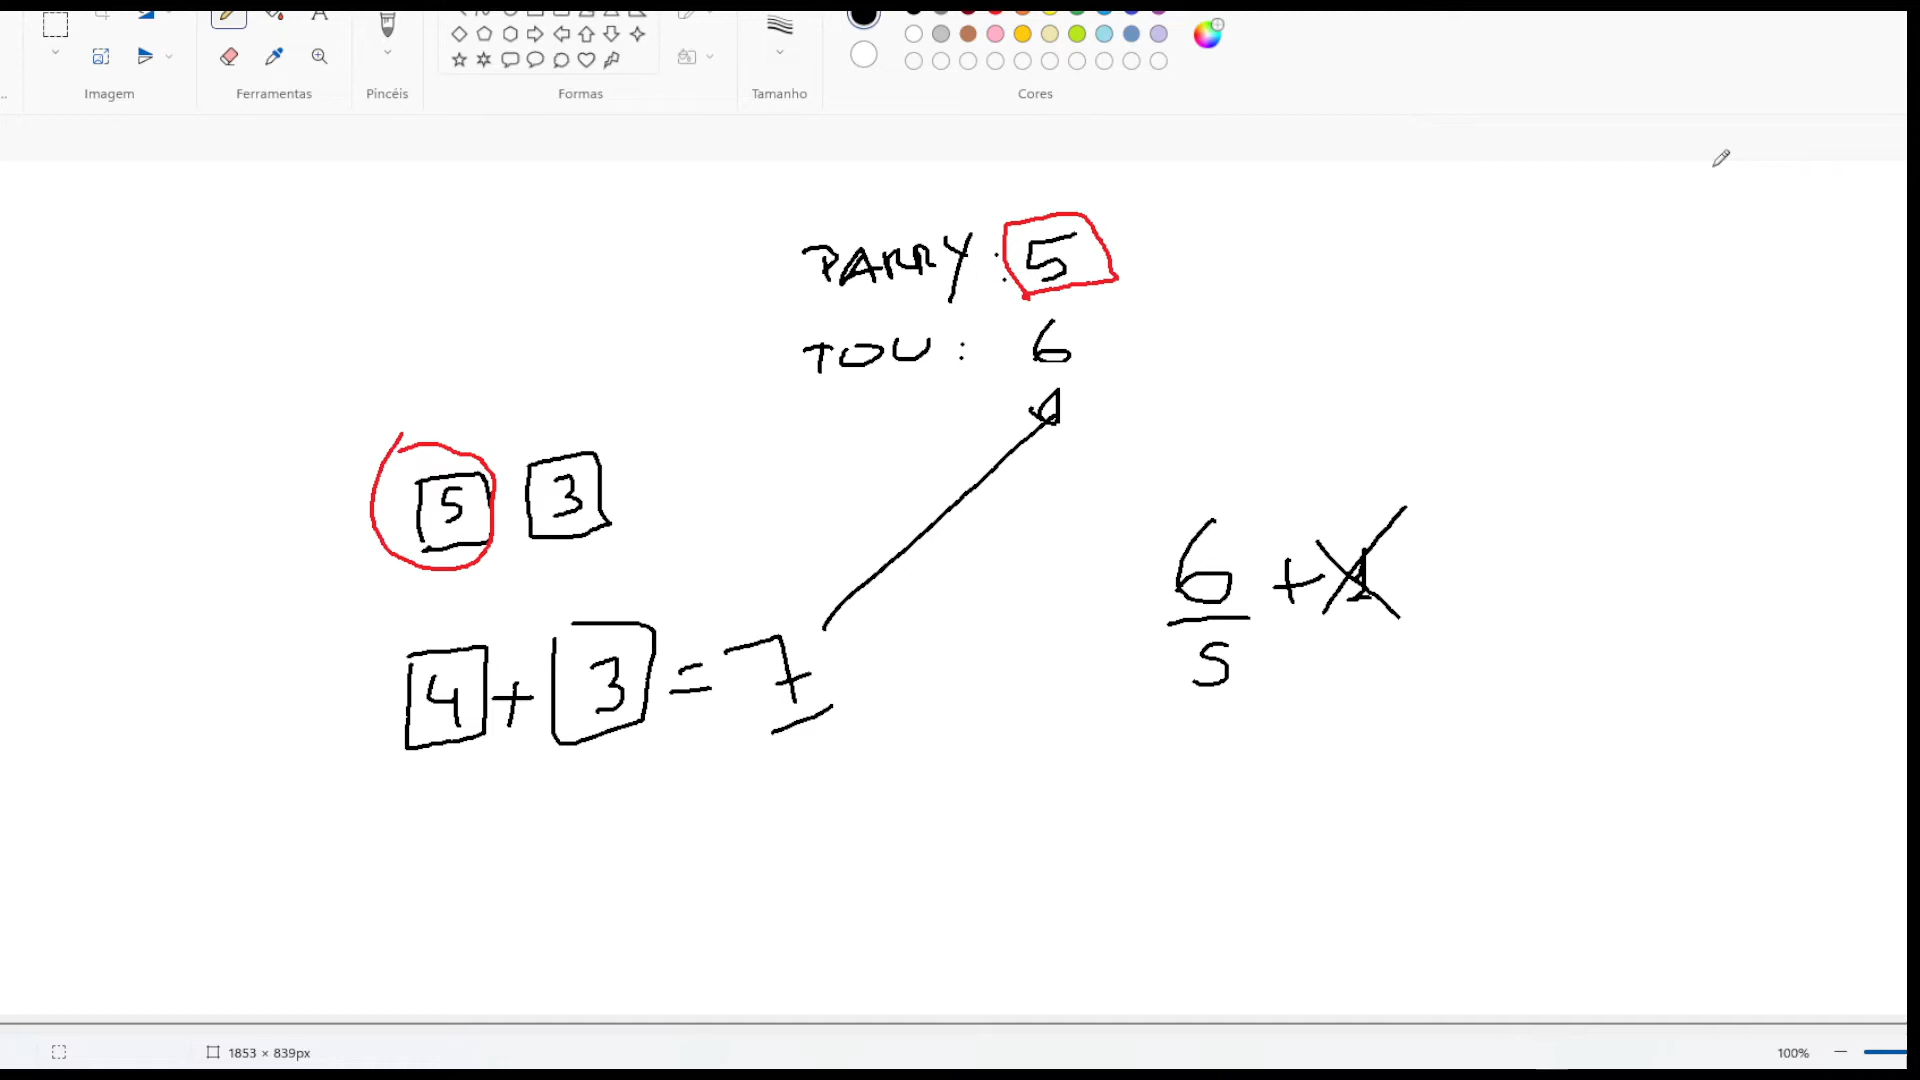 Imagem
Ferramentas
Pincéis
Formas
Tamanho
Cores
PARRY : 5
TOU : 6
5 3
4 + 3 = 7
6 + 1
5
1853 × 839px
100%